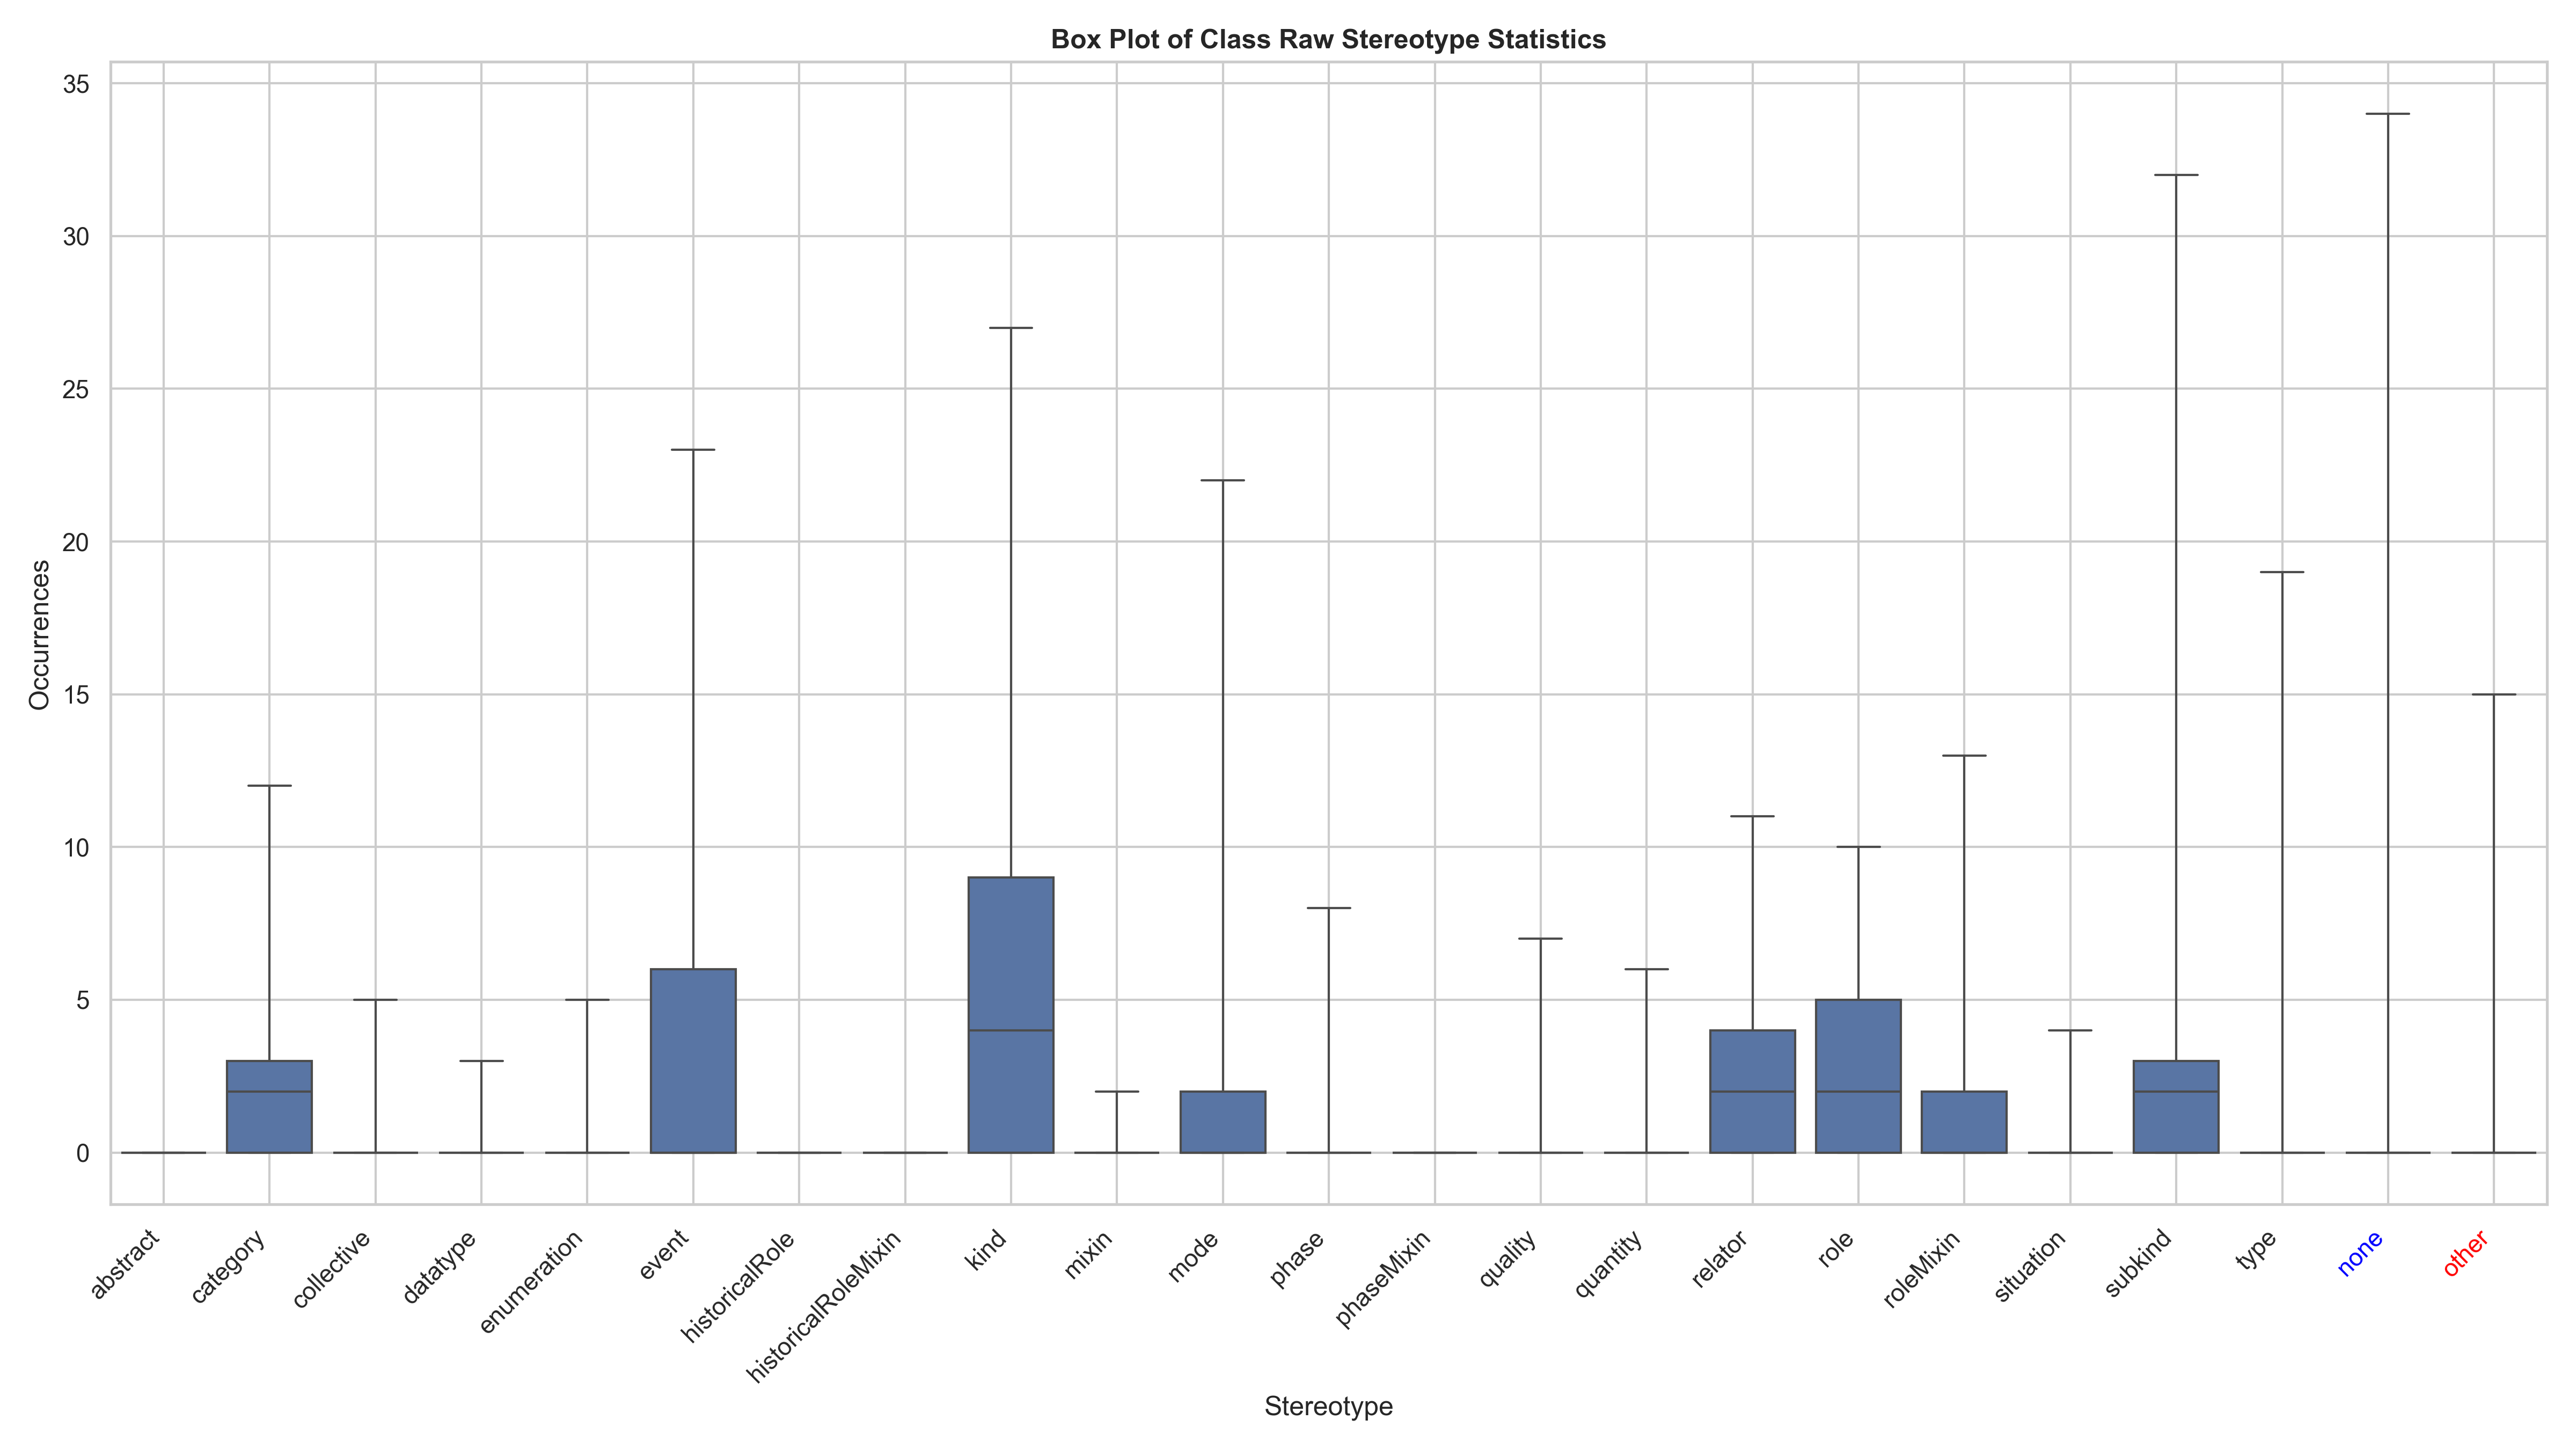 Box Plot of Class Raw Stereotype Statistics
35
30
25
20
15
10
5
0
Occurrences
abstract
category
collective
datatype
enumeration
event
historicalRole
historicalRoleMixin
kind
mixin
mode
phase
phaseMixin
quality
quantity
relator
role
roleMixin
situation
subkind
type
none
other
Stereotype